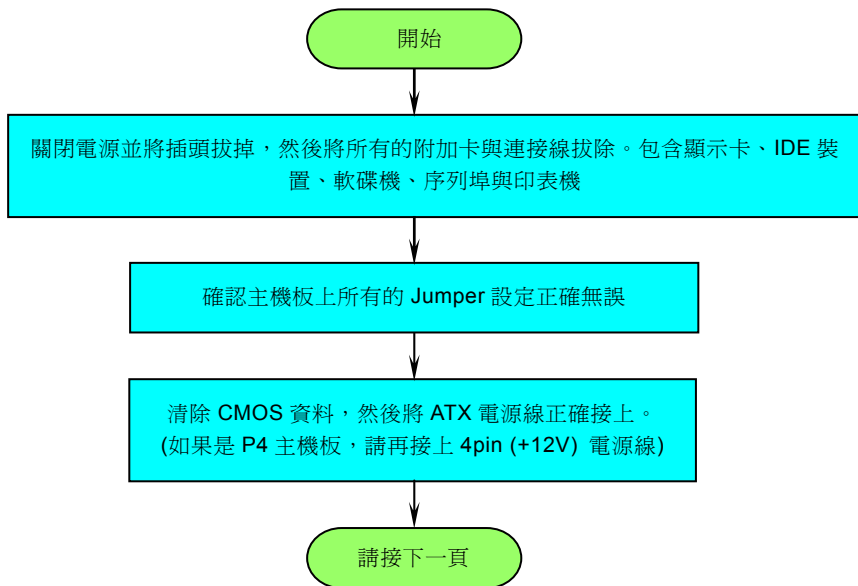 開始
關閉電源並將插頭拔掉，然後將所有的附加卡與連接線拔除。包含顯示卡、IDE 裝
置、軟碟機、序列埠與印表機
確認主機板上所有的 Jumper 設定正確無誤
清除 CMOS 資料，然後將 ATX 電源線正確接上。
(如果是 P4 主機板，請再接上 4pin (+12V) 電源線)
請接下一頁